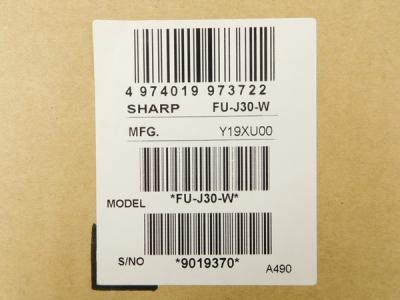 4 974019 973722
SHARP FU-J30-W
MFG. Y19XU00
MODEL *FU-J30-W*
S/NO *9019370*
A490